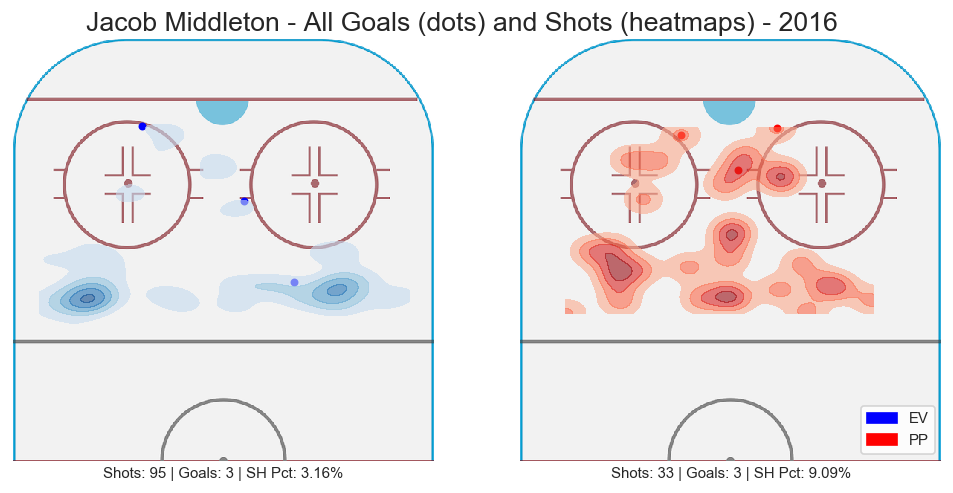 Jacob Middleton - All Goals (dots) and Shots (heatmaps) - 2016
EV
PP
Shots: 95 | Goals: 3 | SH Pct: 3.16%
Shots: 33 | Goals: 3 | SH Pct: 9.09%